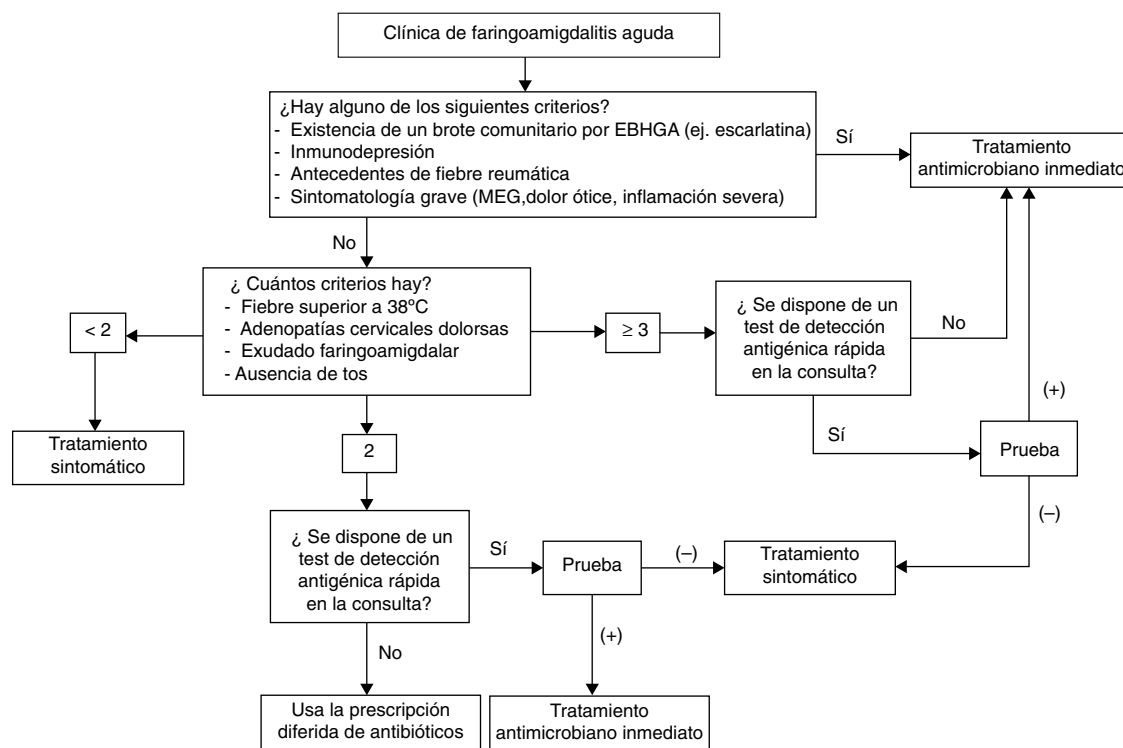 Clínica de faringoamigdalitis aguda
¿Hay alguno de los siguientes criterios?
- Existencia de un brote comunitario por EBHGA (ej. escarlatina)
- Inmunodepresión
- Antecedentes de fiebre reumática
- Sintomatología grave (MEG,dolor ótice, inflamación severa)
Sí
Tratamiento
antimicrobiano inmediato
No
¿ Cuántos criterios hay?
- Fiebre superior a 38ºC
- Adenopatías cervicales dolorsas
- Exudado faringoamigdalar
- Ausencia de tos
< 2
≥ 3
¿ Se dispone de un
test de detección
antigénica rápida
en la consulta?
No
Tratamiento
sintomático
2
Sí
(+)
Prueba
(–)
¿ Se dispone de un
test de detección
antigénica rápida
en la consulta?
Sí
Prueba
(–)
Tratamiento
sintomático
No
(+)
Usa la prescripción
diferida de antibióticos
Tratamiento
antimicrobiano inmediato